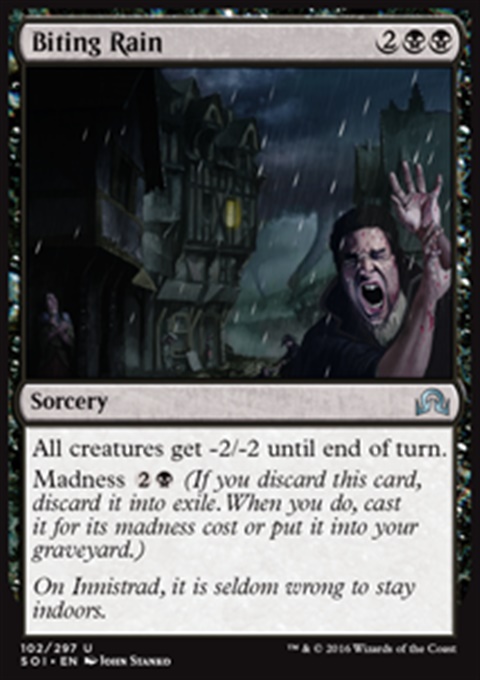 Biting Rain 2
Sorcery
All creatures get -2/-2 until end of turn.
Madness 2 (If you discard this card,
discard it into exile. When you do, cast
it for its madness cost or put it into your
graveyard.)
On Innistrad, it is seldom wrong to stay
indoors.
102/297 U
SOI • EN John Stanko
™ & © 2016 Wizards of the Coast